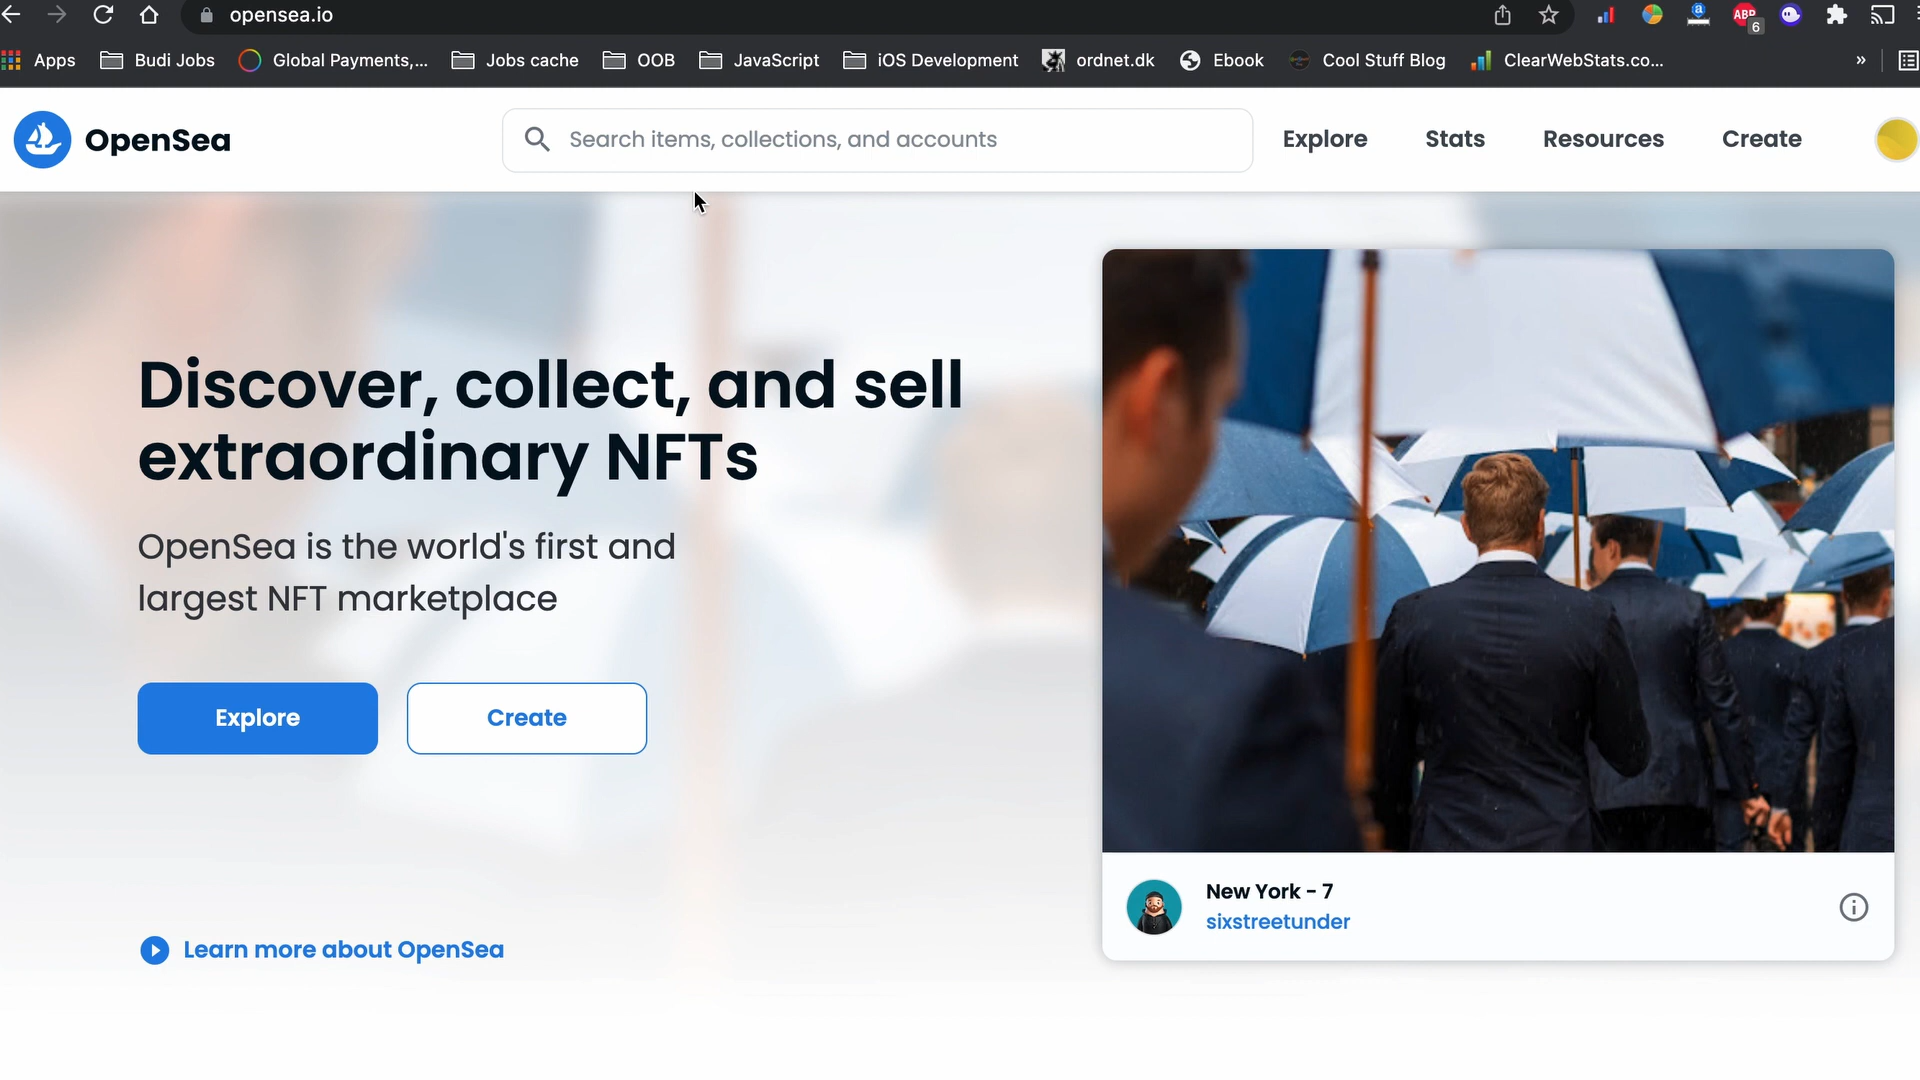 opensea.io
ABP
6
Apps
Budi Jobs
Global Payments,...
Jobs cache
OOB
JavaScript
iOS Development
ordnet.dk
Ebook
Cool Stuff Blog
ClearWebStats.co...
»
OpenSea
Search items, collections, and accounts
Explore
Stats
Resources
Create
Discover, collect, and sell
extraordinary NFTs
OpenSea is the world's first and
largest NFT marketplace
Explore
Create
Learn more about OpenSea
New York - 7
sixstreetunder